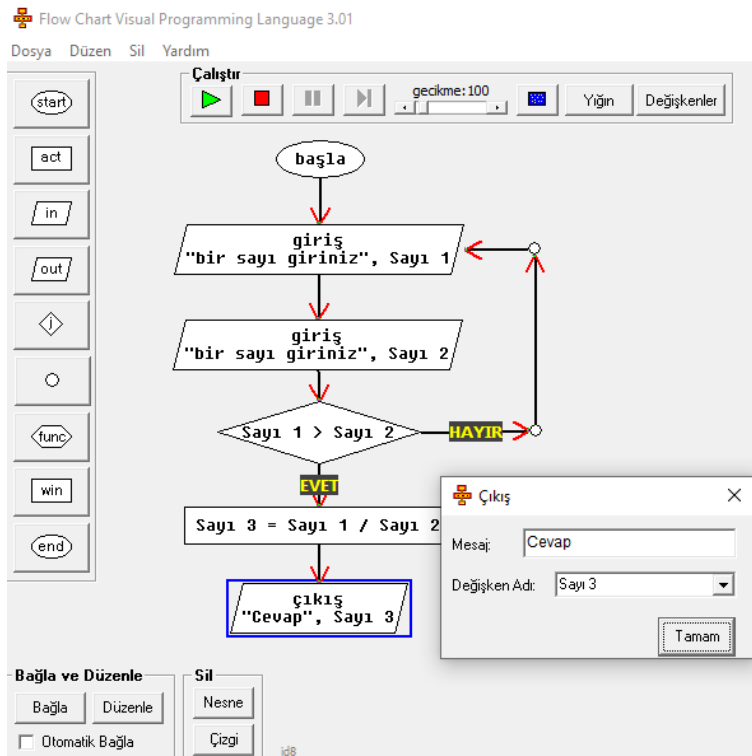 Flow Chart Visual Programming Language 3.01
Dosya Düzen Sil Yardım
Çalıştır
gecikme:100
Yığın
Değişkenler
start
act
in
out
j
func
win
end
başla
giriş
"bir sayı giriniz", Sayı 1
giriş
"bir sayı giriniz", Sayı 2
Sayı 1 > Sayı 2
HAYIR
EVET
Sayı 3 = Sayı 1 / Sayı 2
çıkış
"Cevap", Sayı 3
Çıkış
Mesaj: Cevap
Değişken Adı: Sayı 3
Tamam
Bağla ve Düzenle
Bağla
Düzenle
Otomatik Bağla
Sil
Nesne
Çizgi
id8